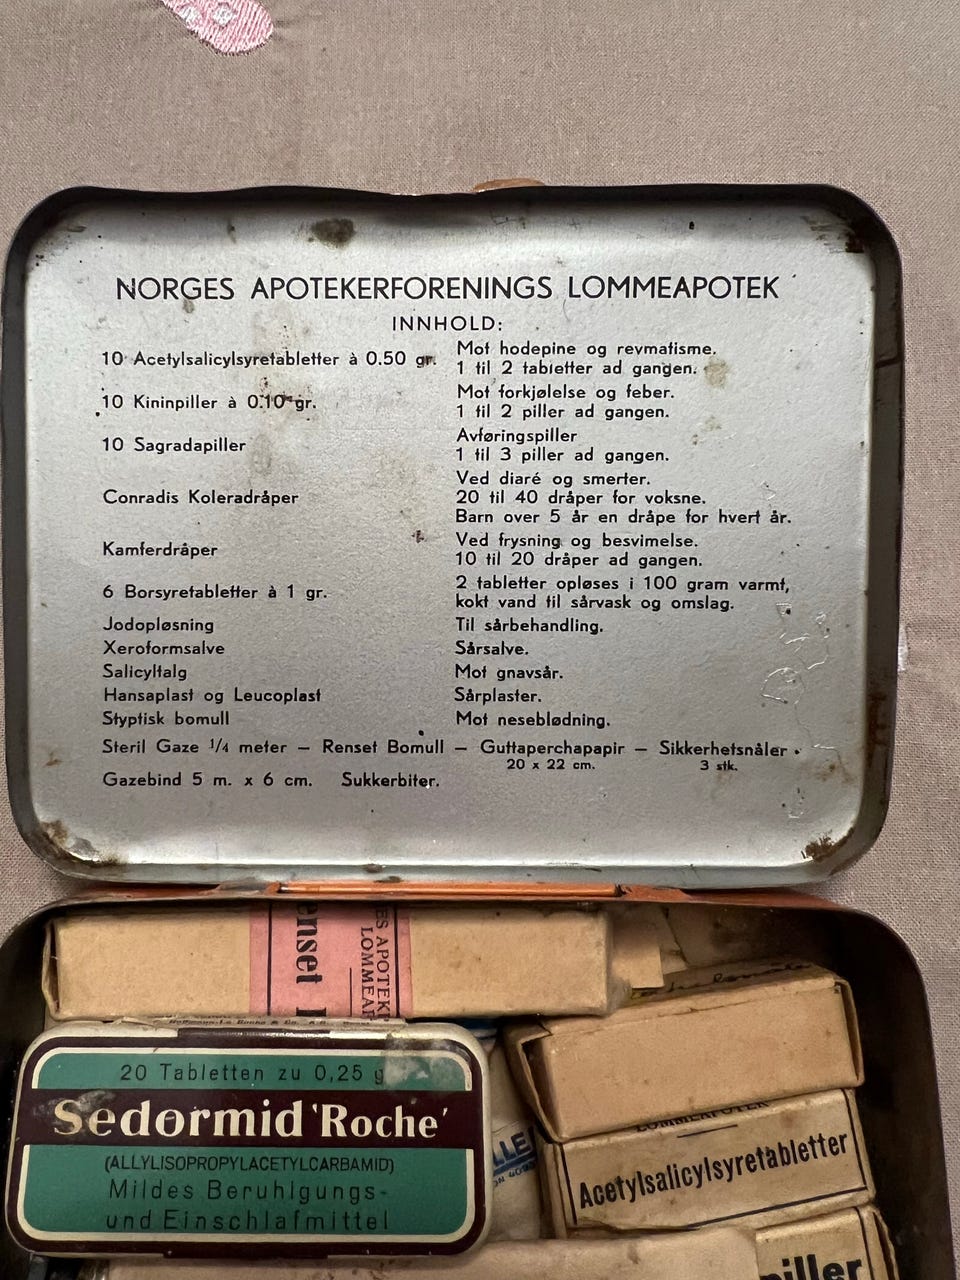 NORGES APOTEKERFORENINGS LOMMEAPOTEK
INNHOLD:
10 Acetylsalicylsyretabletter à 0.50 gr.
Mot hodepine og revmatisme.
1 til 2 tabletter ad gangen.
10 Kininpiller à 0.10 gr.
Mot forkjølelse og feber.
1 til 2 piller ad gangen.
10 Sagradapiller
Avføringspiller
1 til 3 piller ad gangen.
Conradis Koleradråper
Ved diaré og smerter.
20 til 40 dråper for voksne.
Barn over 5 år en dråpe for hvert år.
Kamferdråper
Ved frysning og besvimelse.
10 til 20 dråper ad gangen.
6 Borsyretabletter à 1 gr.
2 tabletter opløses i 100 gram varmt,
kokt vand til sårvask og omslag.
Jodopløsning Til sårbehandling.
Xeroformsalve Sårsalve.
Salicyltalg Mot gnavsår.
Hansaplast og Leucoplast Sårplaster.
Styptisk bomull Mot neseblødning.
Steril Gaze 1/4 meter — Renset Bomull — Guttaperchapapir — Sikkerhetsnåler
20 x 22 cm. 3 stk.
Gazebind 5 m. x 6 cm. Sukkerbiter.
enset
ES APOTEK
LOMMEAP
20 Tabletten zu 0,25 g
Sedormid 'Roche'
(ALLYLISOPROPYLACETYLCARBAMID)
Mildes Beruhigungs-
und Einschlafmittel
LLE
LOMMEAPOTEK
Acetylsalicylsyretabletter
piller